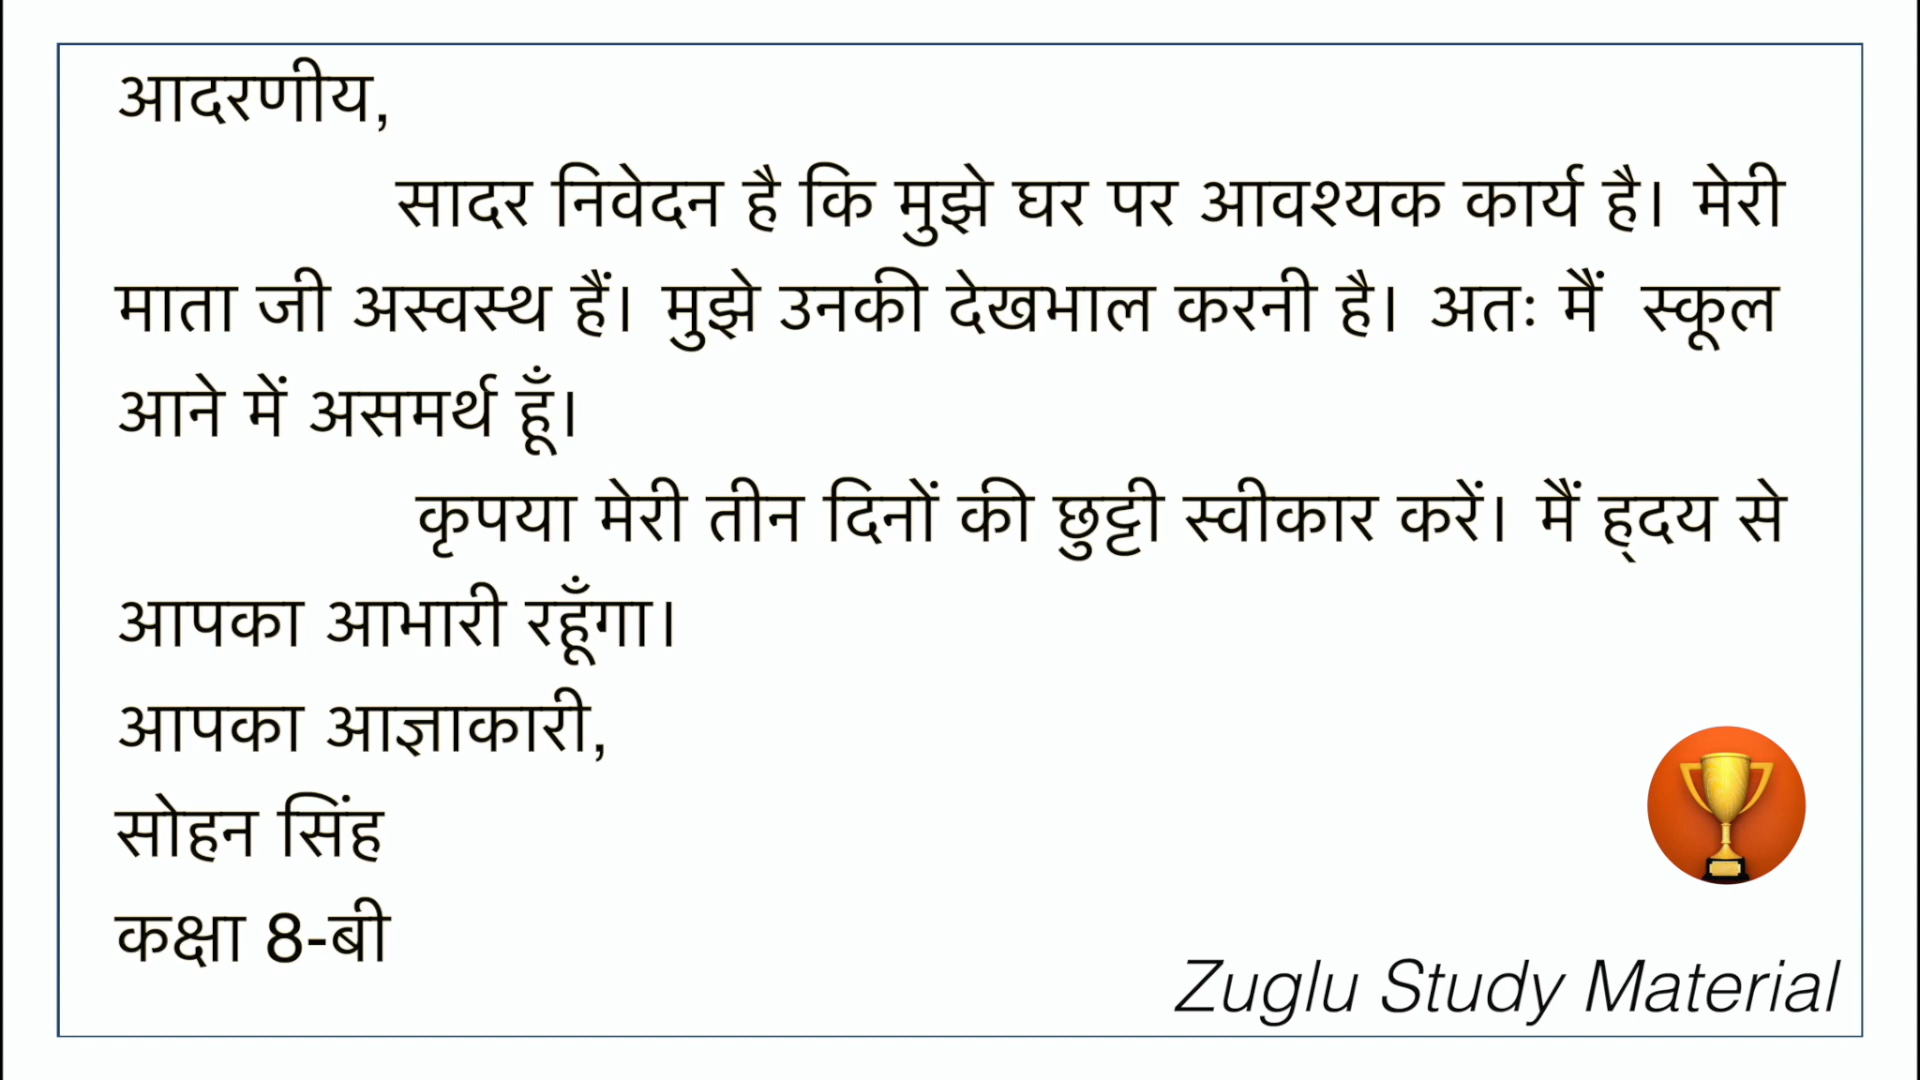 आदरणीय,
सादर निवेदन है कि मुझे घर पर आवश्यक कार्य है। मेरी
माता जी अस्वस्थ हैं। मुझे उनकी देखभाल करनी है। अतः मैं स्कूल
आने में असमर्थ हूँ।
कृपया मेरी तीन दिनों की छुट्टी स्वीकार करें। मैं ह्दय से
आपका आभारी रहूँगा।
आपका आज्ञाकारी,
सोहन सिंह
कक्षा 8-बी
Zuglu Study Material